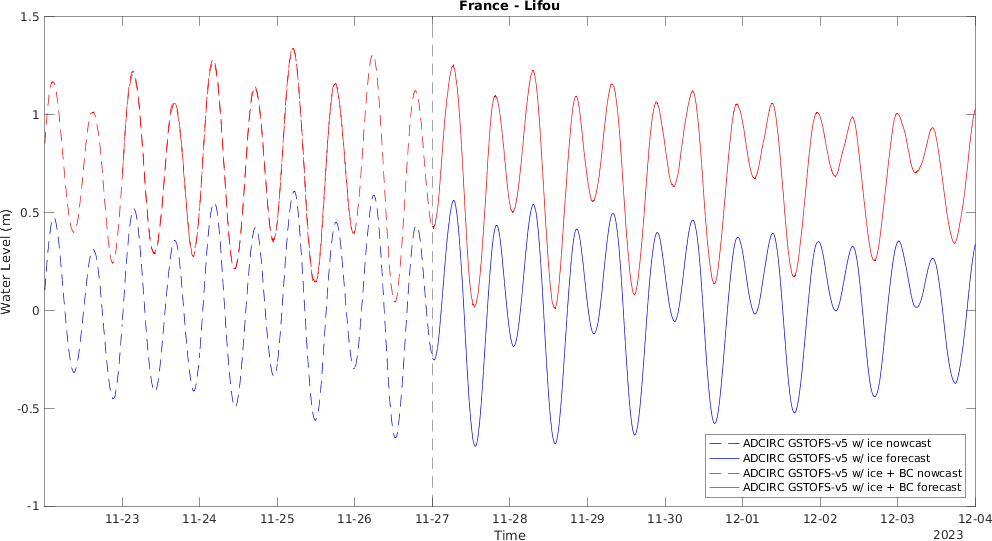 France - Lifou
1.5
1
0.5
0
-0.5
-1
Water Level (m)
ADCIRC GSTOFS-v5 w/ ice nowcast
ADCIRC GSTOFS-v5 w/ ice forecast
ADCIRC GSTOFS-v5 w/ ice + BC nowcast
ADCIRC GSTOFS-v5 w/ ice + BC forecast
11-23 11-24 11-25 11-26 11-27 11-28 11-29 11-30 12-01 12-02 12-03 12-04
Time
2023